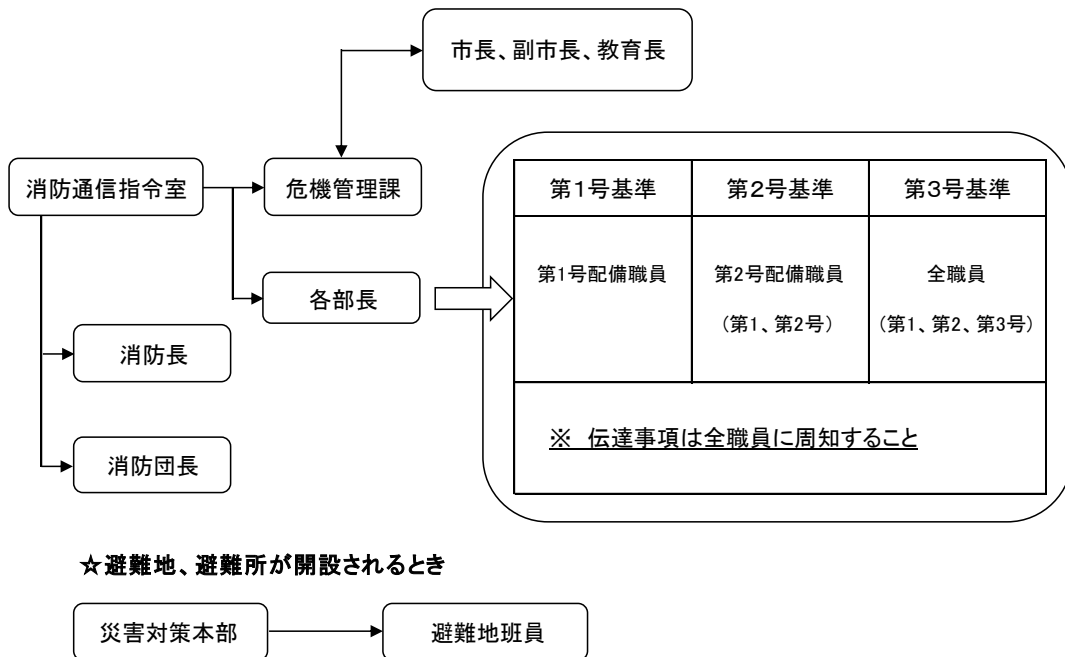 市長、副市長、教育長
消防通信指令室
危機管理課
各部長
消防長
消防団長
第1号基準 第2号基準 第3号基準
第1号配備職員 第2号配備職員 全職員
(第1、第2号) (第1、第2、第3号)
※ 伝達事項は全職員に周知すること
☆避難地、避難所が開設されるとき
災害対策本部 避難地班員